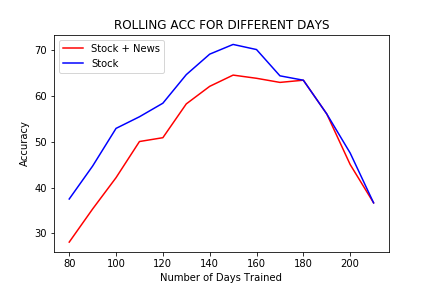 ROLLING ACC FOR DIFFERENT DAYS
Stock + News
Stock
Accuracy
70
60
50
40
30
80 100 120 140 160 180 200
Number of Days Trained